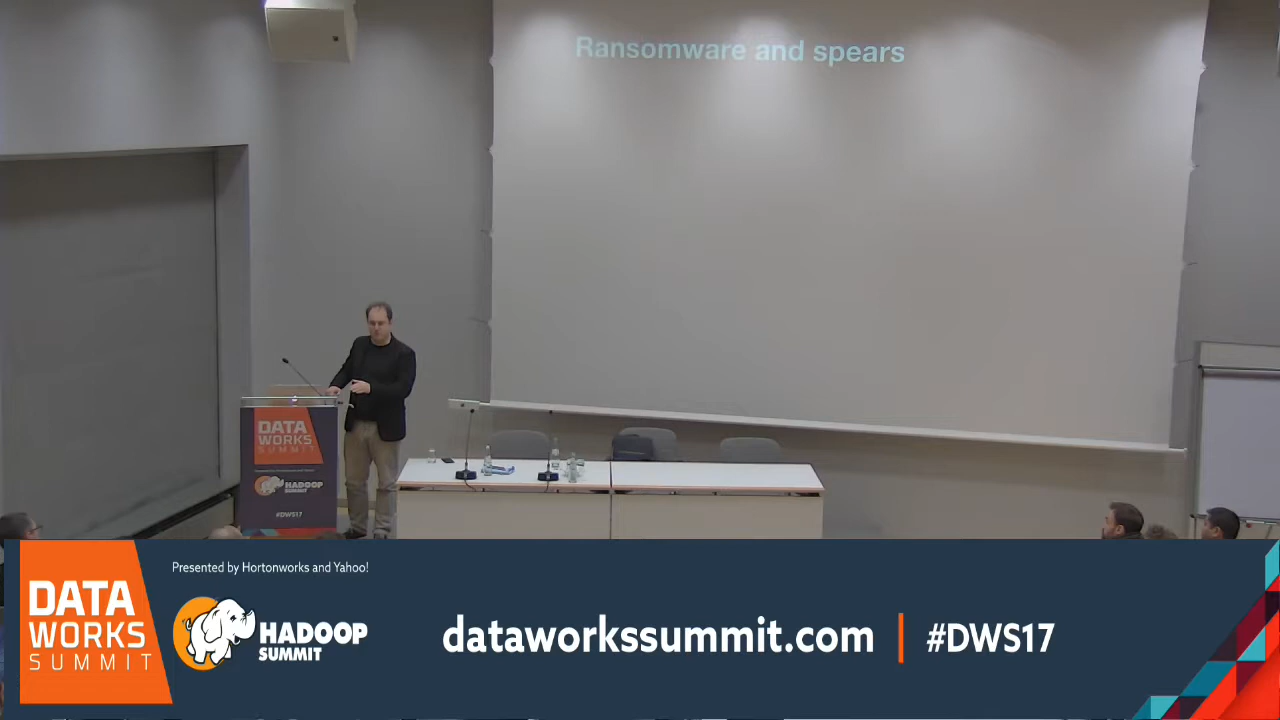 Ransomware and spears
DATA
WORKS
SUMMIT
HADOOP
SUMMIT
#DWS17
DATA
WORKS
SUMMIT
Presented by Hortonworks and Yahoo!
HADOOP
SUMMIT
dataworkssummit.com | #DWS17